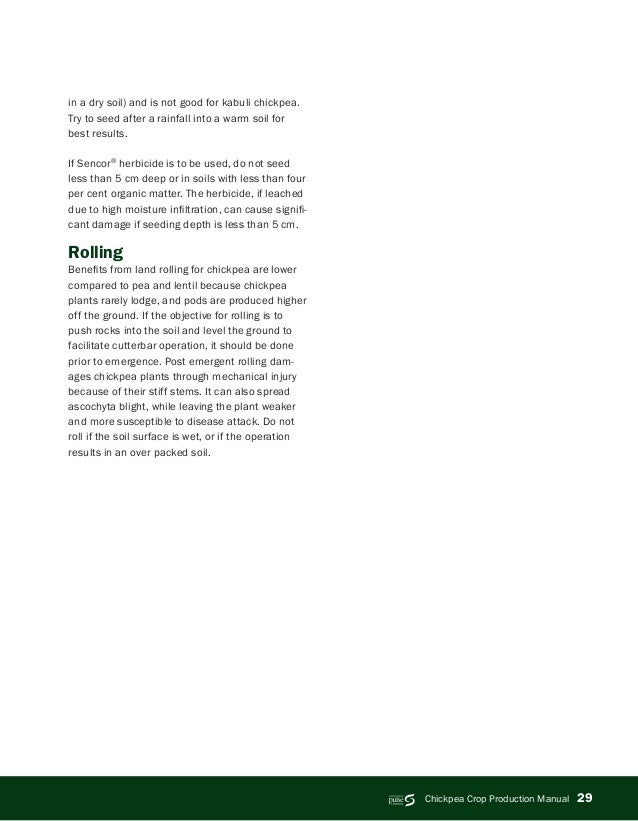 in a dry soil) and is not good for kabuli chickpea.
Try to seed after a rainfall into a warm soil for
best results.
If Sencor® herbicide is to be used, do not seed
less than 5 cm deep or in soils with less than four
per cent organic matter. The herbicide, if leached
due to high moisture infiltration, can cause signifi-
cant damage if seeding depth is less than 5 cm.
Rolling
Benefits from land rolling for chickpea are lower
compared to pea and lentil because chickpea
plants rarely lodge, and pods are produced higher
off the ground. If the objective for rolling is to
push rocks into the soil and level the ground to
facilitate cutterbar operation, it should be done
prior to emergence. Post emergent rolling dam-
ages chickpea plants through mechanical injury
because of their stiff stems. It can also spread
ascochyta blight, while leaving the plant weaker
and more susceptible to disease attack. Do not
roll if the soil surface is wet, or if the operation
results in an over packed soil.
pulse Chickpea Crop Production Manual 29